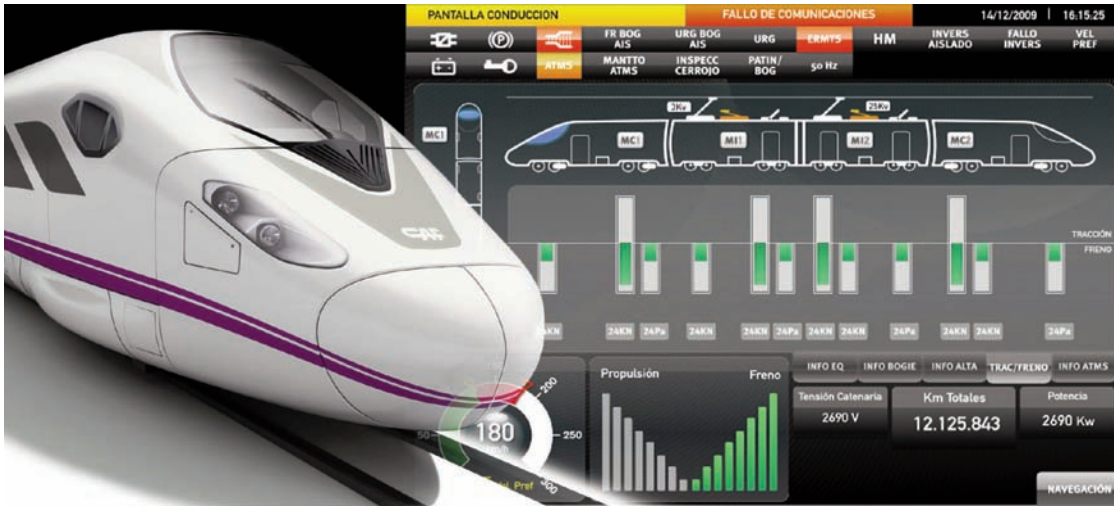 PANTALLA CONDUCCION
FALLO DE COMUNICACIONES
14/12/2009 | 16:15:25
(P)
FR BOG
AIS
URG BOG
AIS
URG
ERMTS
HM
INVERS
AISLADO
FALLO
INVERS
VEL
PREF
ATMS
MANTTO
ATMS
INSPECC
CERROJO
PATIN/
BOG
50 Hz
3Kv
25Kv
MC1
MC1
MI1
MI2
MC2
TRACCIÓN
FRENO
CAF
24KN 24KN 24Pa 24KN 24KN 24Pa 24KN 24KN 24Pa 24KN 24KN 24Pa
INFO EQ INFO BOGIE INFO ALTA TRAC/FRENO INFO ATMS
Propulsión
Freno
Tensión Catenaria
2690 V
Km Totales
12.125.843
Potencia
2690 Kw
200
50
180
250
300
Pref
NAVEGACIÓN